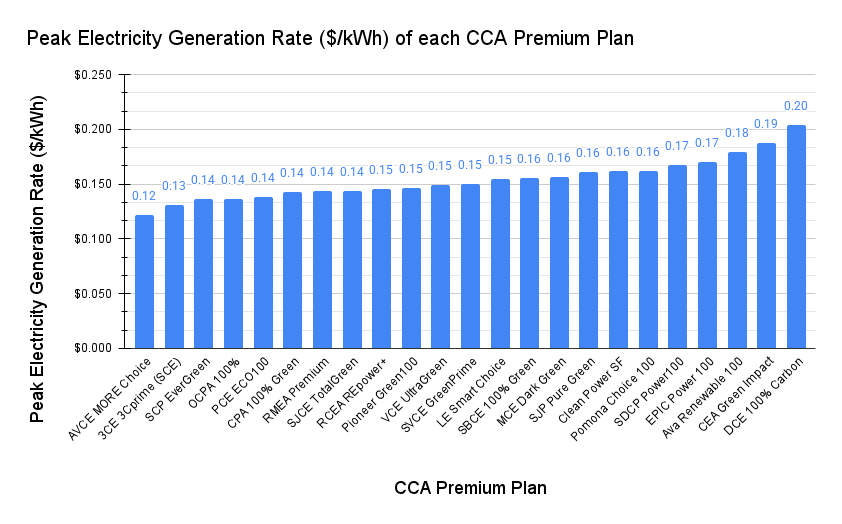 Peak Electricity Generation Rate ($/kWh) of each CCA Premium Plan
Peak Electricity Generation Rate ($/kWh)
$0.250
$0.200
$0.150
$0.100
$0.050
$0.000
0.12
0.13
0.14
0.14
0.14
0.14
0.14
0.14
0.15
0.15
0.15
0.15
0.15
0.16
0.16
0.16
0.16
0.16
0.17
0.17
0.18
0.19
0.20
AVCE MORE Choice
3CE 3Cprime (SCE)
SCP EverGreen
OCPA 100%
PCE ECO100
CPA 100% Green
RMEA Premium
SJCE TotalGreen
RCEA REpower+
Pioneer Green100
VCE UltraGreen
SVCE GreenPrime
LE Smart Choice
SBCE 100% Green
MCE Dark Green
SJP Pure Green
Clean Power SF
Pomona Choice 100
SDCP Power100
EPIC Power 100
Ava Renewable 100
CEA Green Impact
DCE 100% Carbon
CCA Premium Plan